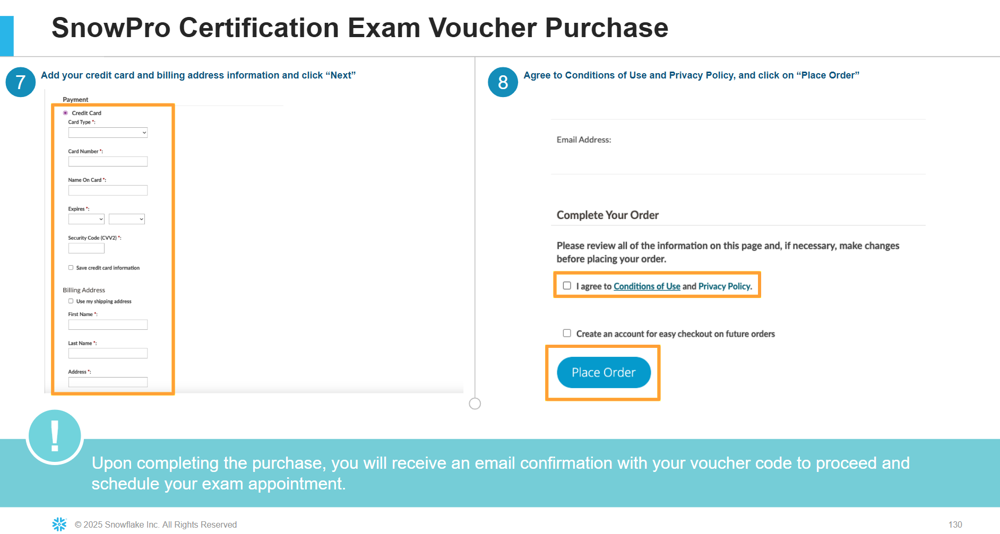 SnowPro Certification Exam Voucher Purchase
7
Add your credit card and billing address information and click “Next”
Payment
Credit Card
Card Type *:
Card Number *:
Name On Card *:
Expires *:
Security Code (CVV2) *:
Save credit card information
Billing Address
Use my shipping address
First Name *:
Last Name *:
Address *:
8
Agree to Conditions of Use and Privacy Policy, and click on “Place Order”
Email Address:
Complete Your Order
Please review all of the information on this page and, if necessary, make changes
before placing your order.
I agree to Conditions of Use and Privacy Policy.
Create an account for easy checkout on future orders
Place Order
!
Upon completing the purchase, you will receive an email confirmation with your voucher code to proceed and
schedule your exam appointment.
© 2025 Snowflake Inc. All Rights Reserved
130